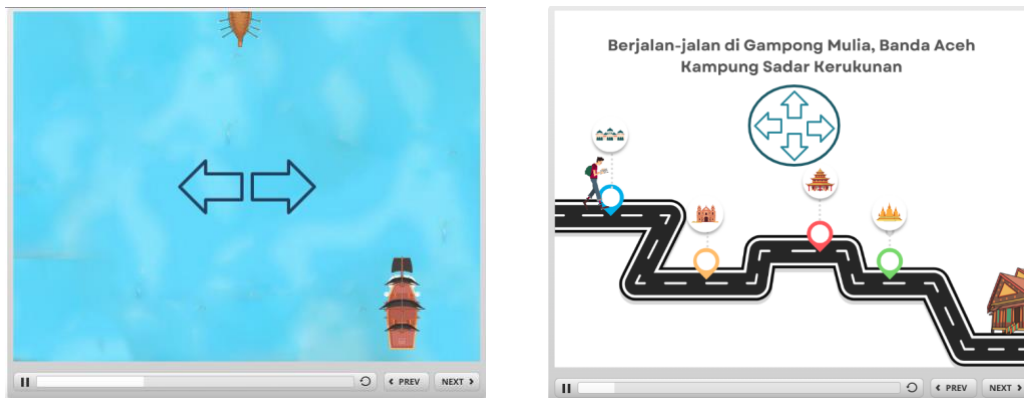 Berjalan-jalan di Gampong Mulia, Banda Aceh
Kampung Sadar Kerukunan
PREV
NEXT
PREV
NEXT